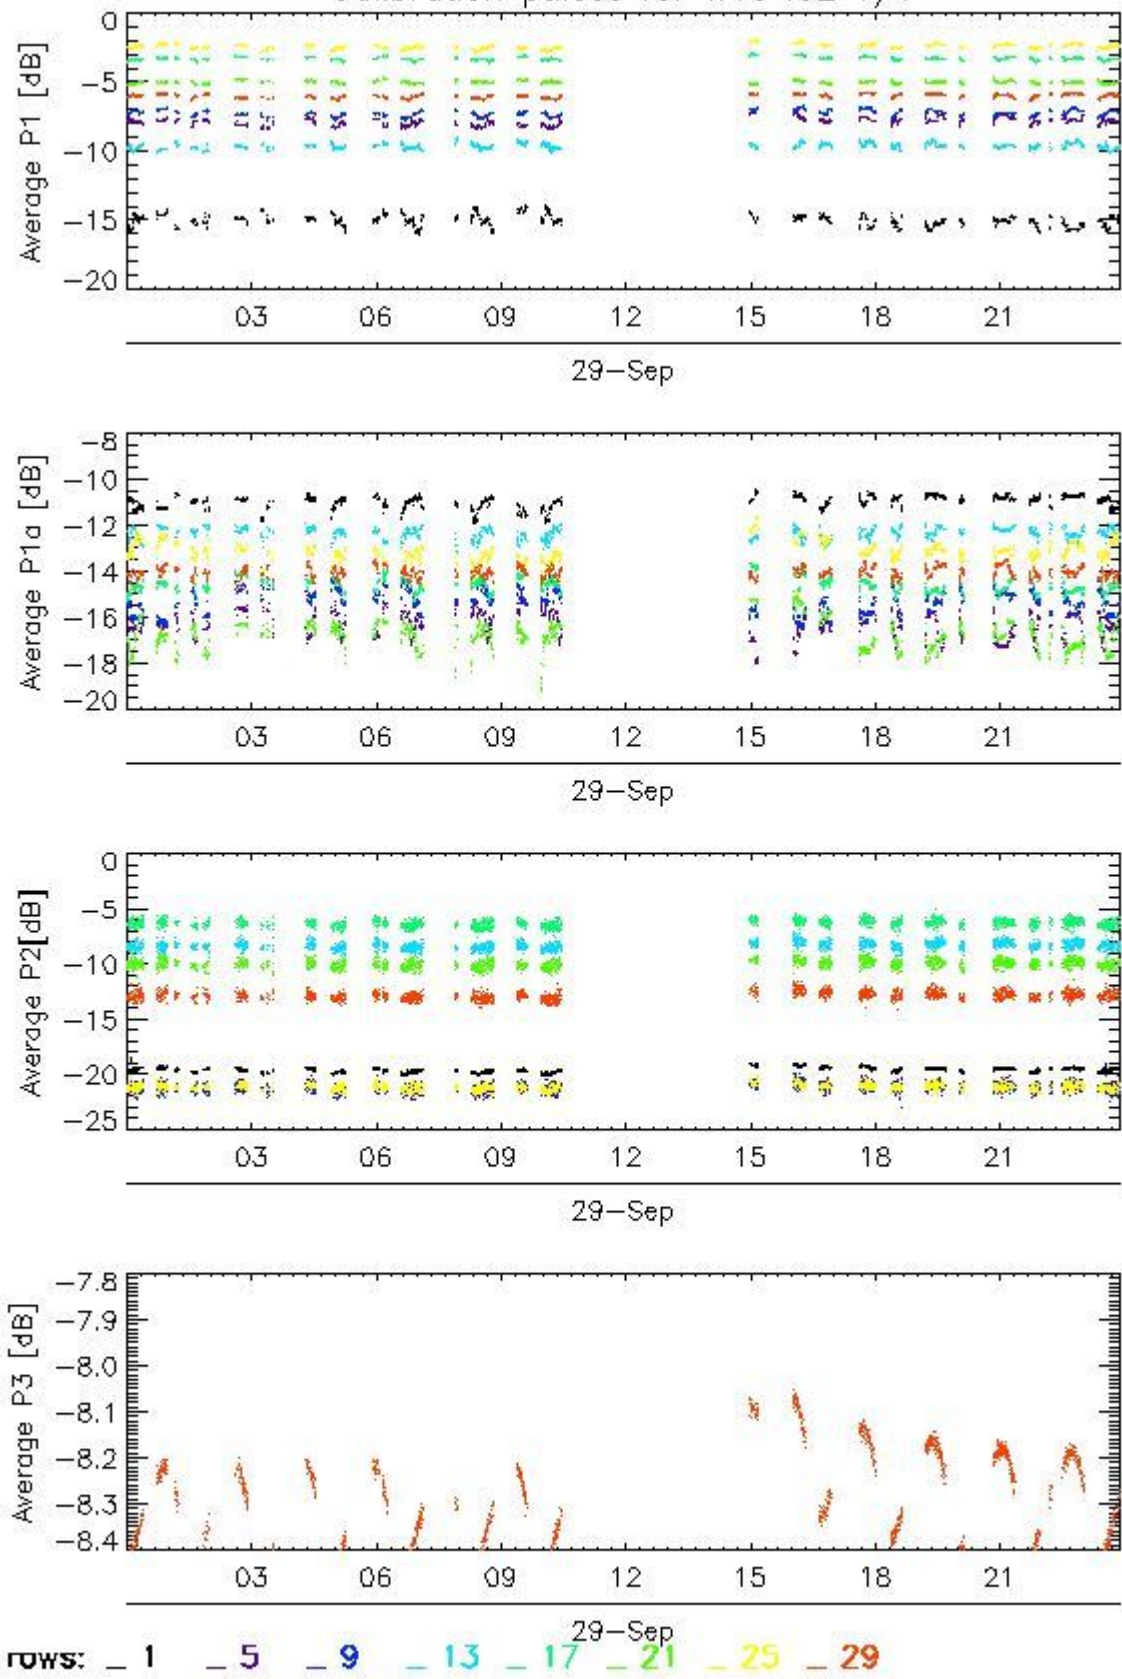 0
-5
-10
-15
-20
Average P1 [dB]
03 06 09 12 15 18 21
29-Sep
-8
-10
-12
-14
-16
-18
-20
Average P1a [dB]
03 06 09 12 15 18 21
29-Sep
0
-5
-10
-15
-20
-25
Average P2[dB]
03 06 09 12 15 18 21
29-Sep
-7.8
-7.9
-8.0
-8.1
-8.2
-8.3
-8.4
Average P3 [dB]
03 06 09 12 15 18 21
29-Sep
rows: _ 1 _ 5 _ 9 _ 13 _ 17 _ 21 _ 25 _ 29